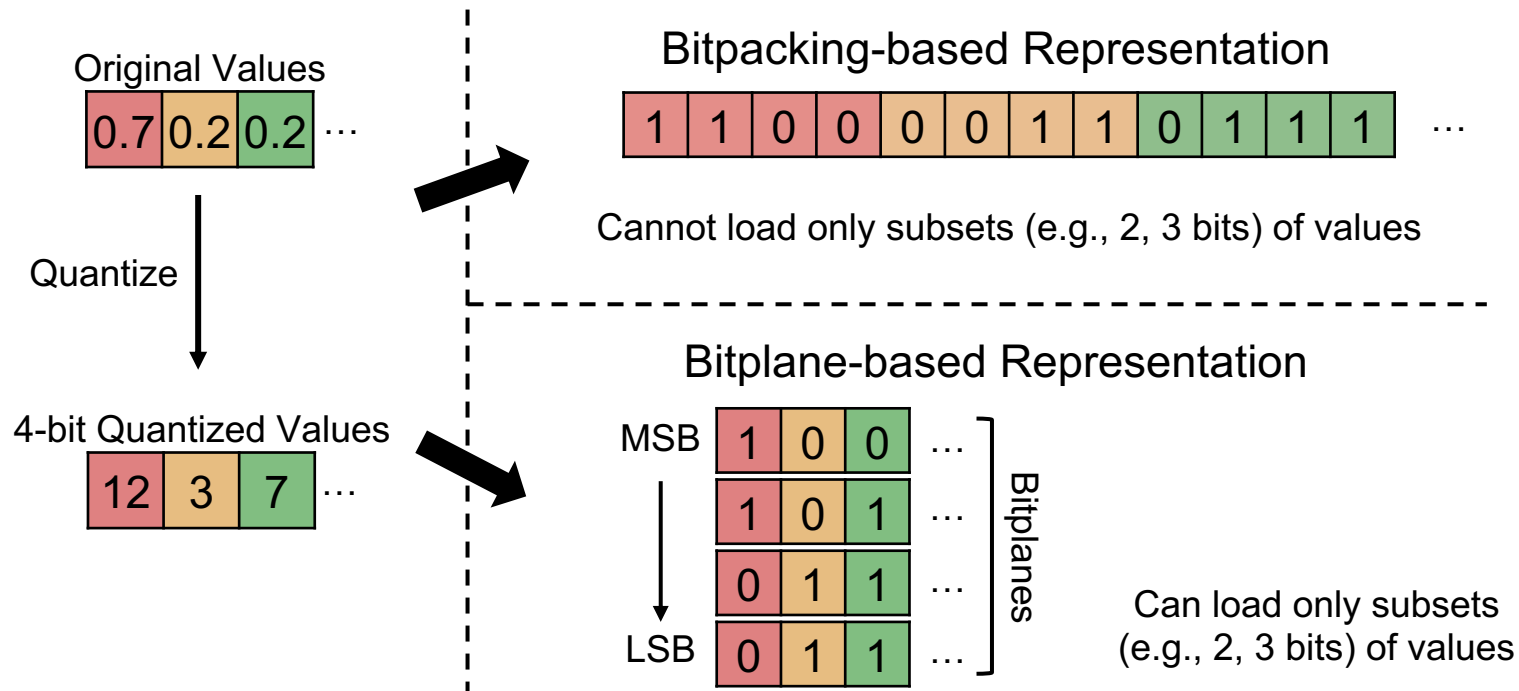 Original Values
0.7 0.2 0.2 ...
Quantize
4-bit Quantized Values
12 3 7 ...
Bitpacking-based Representation
1 1 0 0 0 0 1 1 0 1 1 1 ...
Cannot load only subsets (e.g., 2, 3 bits) of values
Bitplane-based Representation
MSB 1 0 0 ...
1 0 1 ...
0 1 1 ...
LSB 0 1 1 ...
Bitplanes
Can load only subsets
(e.g., 2, 3 bits) of values